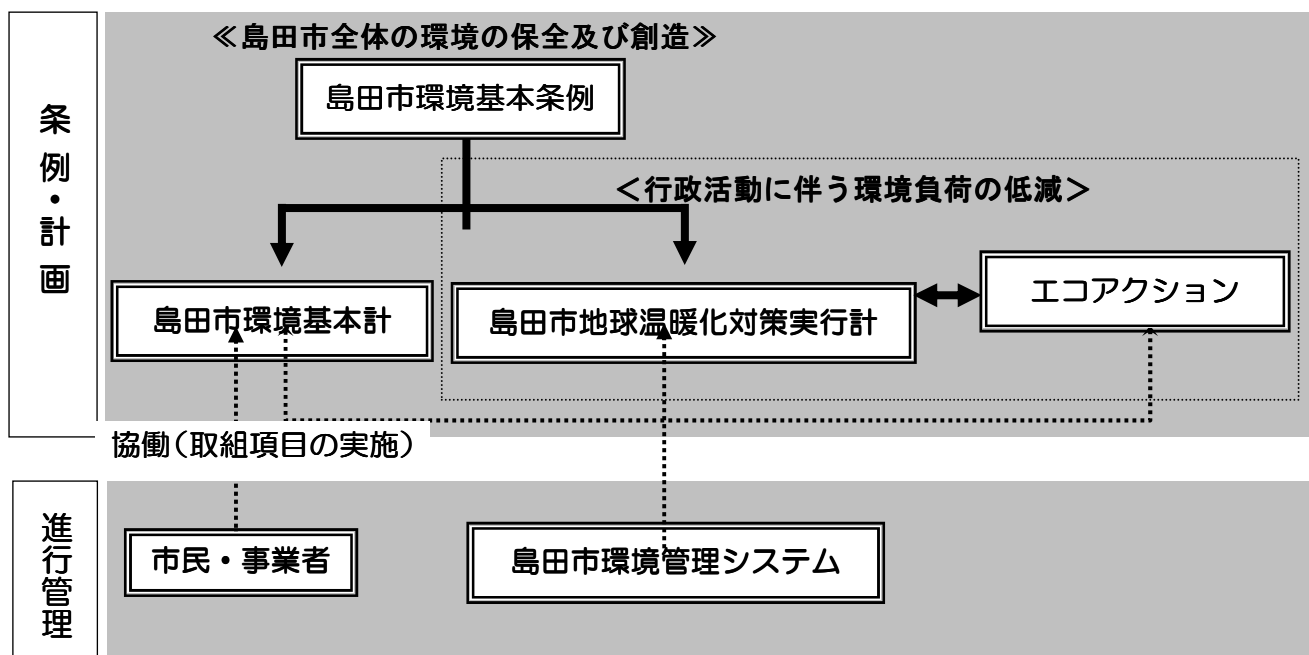 条例・計画
≪島田市全体の環境の保全及び創造≫
島田市環境基本条例
＜行政活動に伴う環境負荷の低減＞
島田市環境基本計
島田市地球温暖化対策実行計
エコアクション
協働（取組項目の実施）
進行管理
市民・事業者
島田市環境管理システム